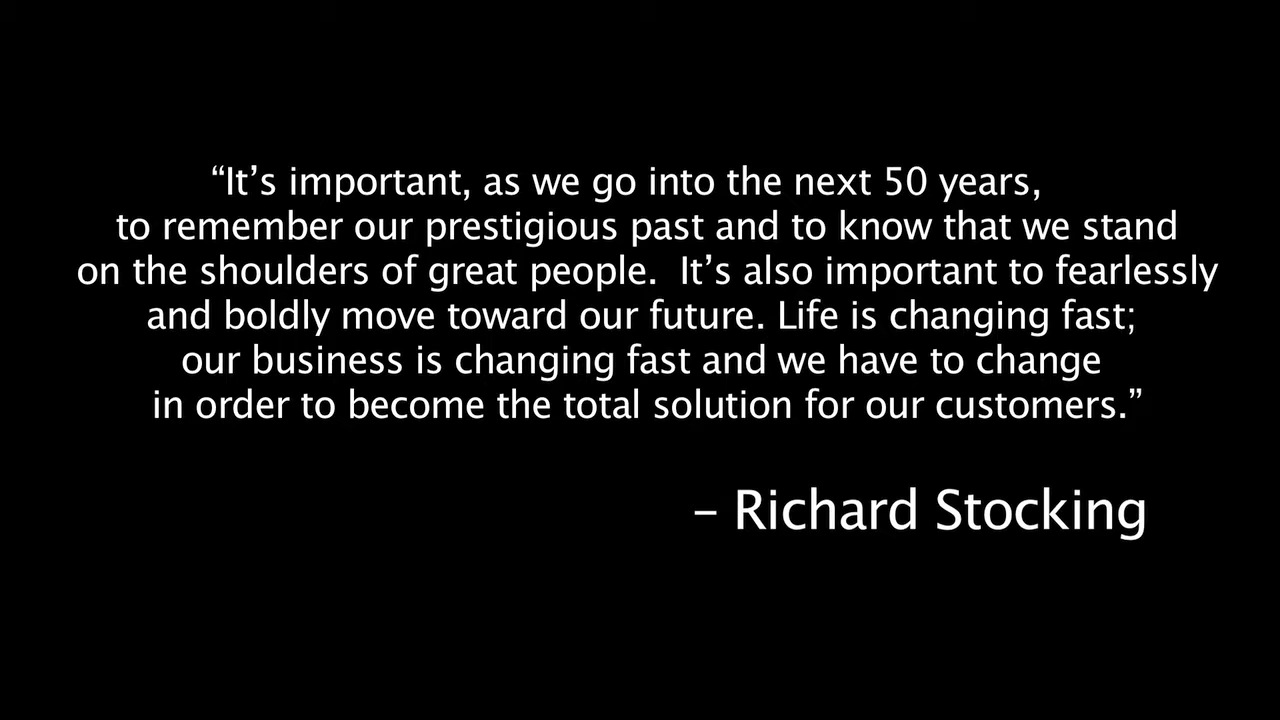 “It’s important, as we go into the next 50 years,
to remember our prestigious past and to know that we stand
on the shoulders of great people.  It’s also important to fearlessly
and boldly move toward our future. Life is changing fast;
our business is changing fast and we have to change
in order to become the total solution for our customers.”
– Richard Stocking